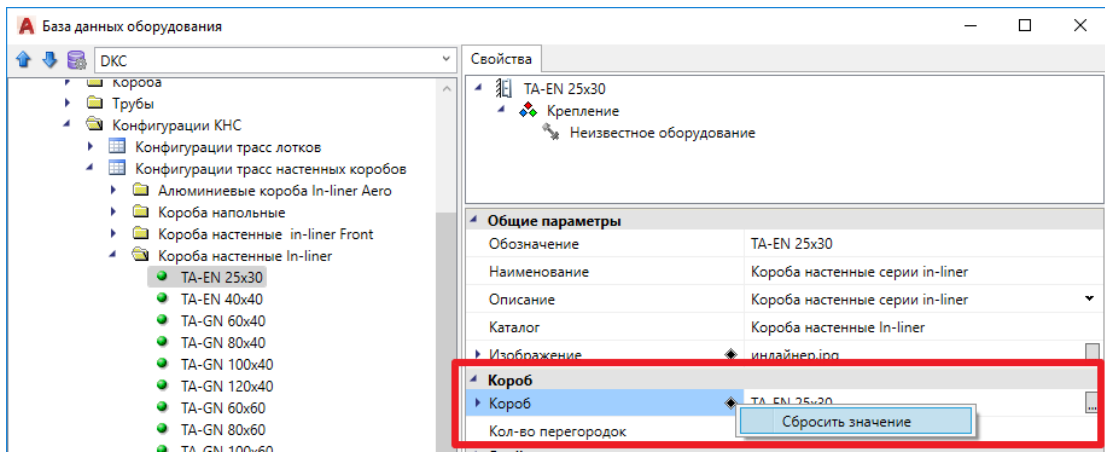 База данных оборудования
DKC
Короба
Трубы
Конфигурации КНС
Конфигурации трасс лотков
Конфигурации трасс настенных коробов
Алюминиевые короба In-liner Aero
Короба напольные
Короба настенные in-liner Front
Короба настенные In-liner
TA-EN 25x30
TA-EN 40x40
TA-GN 60x40
TA-GN 80x40
TA-GN 100x40
TA-GN 120x40
TA-GN 60x60
TA-GN 80x60
TA-GN 100x60
Свойства
TA-EN 25x30
Крепление
Неизвестное оборудование
Общие параметры
Обозначение TA-EN 25x30
Наименование Короба настенные серии in-liner
Описание Короба настенные серии in-liner
Каталог Короба настенные In-liner
Изображение инлайнер.jpg
Короб
Короб TA-EN 25x30
Сбросить значение
Кол-во перегородок